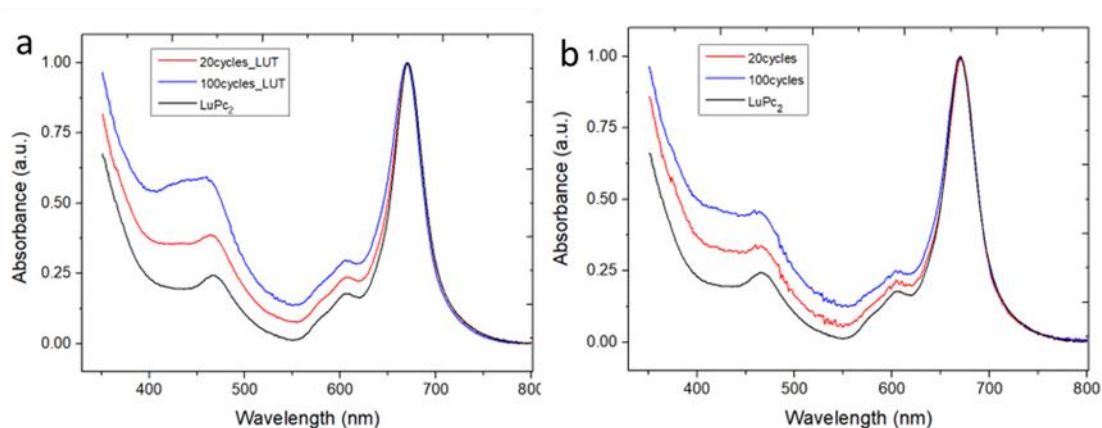 a
20cycles_LUT
100cycles_LUT
LuPc₂
1.00
0.75
0.50
0.25
0.00
Absorbance (a.u.)
400 500 600 700 800
Wavelength (nm)
b
20cycles
100cycles
LuPc₂
1.00
0.75
0.50
0.25
0.00
Absorbance (a.u.)
400 500 600 700 800
Wavelength (nm)